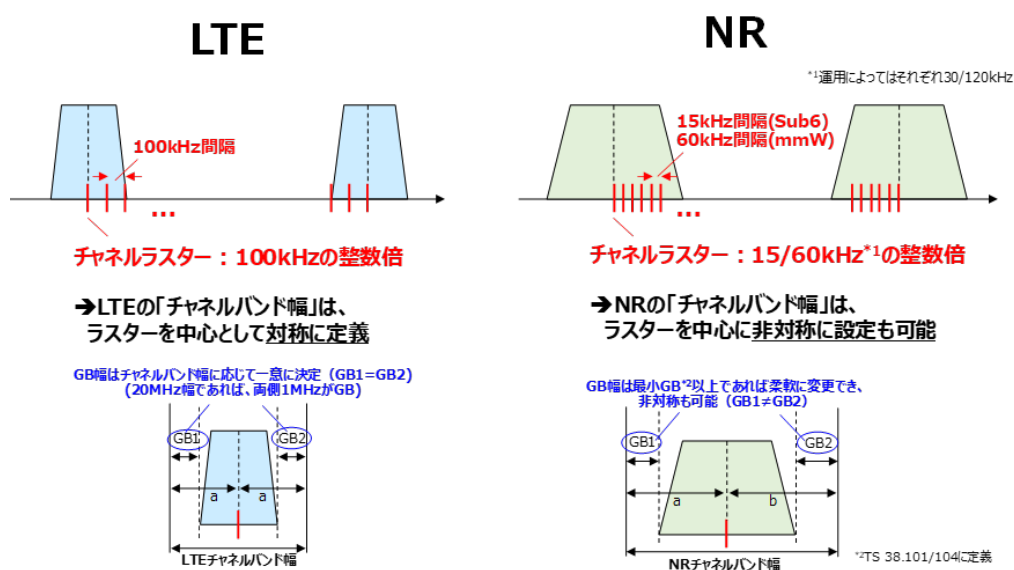 LTE
100kHz間隔
...
チャネルラスター：100kHzの整数倍
➔LTEの「チャネルバンド幅」は、
ラスターを中心として対称に定義
GB幅はチャネルバンド幅に応じて一意に決定（GB1=GB2）
(20MHz幅であれば、両側1MHzがGB)
GB1
GB2
a
a
LTEチャネルバンド幅
NR
*1運用によってはそれぞれ30/120kHz
15kHz間隔(Sub6)
60kHz間隔(mmW)
...
チャネルラスター：15/60kHz*1の整数倍
➔NRの「チャネルバンド幅」は、
ラスターを中心に非対称に設定も可能
GB幅は最小GB*2以上であれば柔軟に変更でき、
非対称も可能（GB1≠GB2）
GB1
GB2
a
b
NRチャネルバンド幅
*2TS 38.101/104に定義